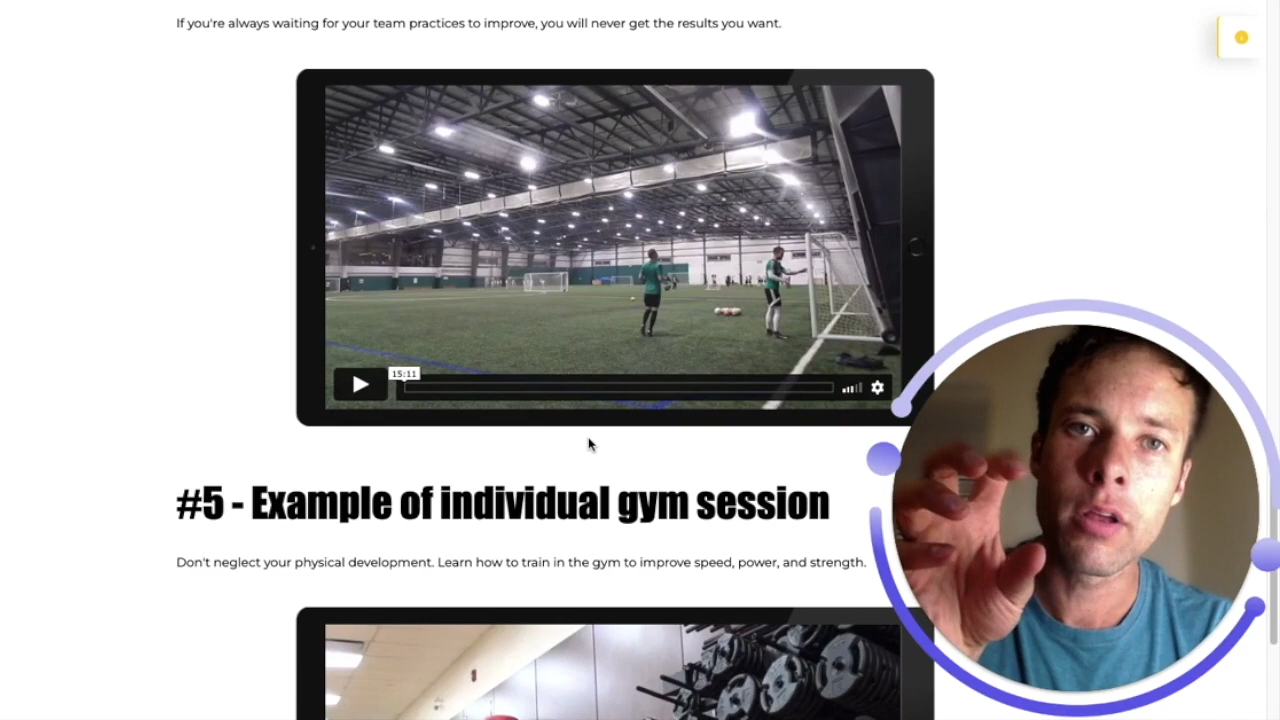 If you're always waiting for your team practices to improve, you will never get the results you want.
15:11
#5 - Example of individual gym session
Don't neglect your physical development. Learn how to train in the gym to improve speed, power, and strength.